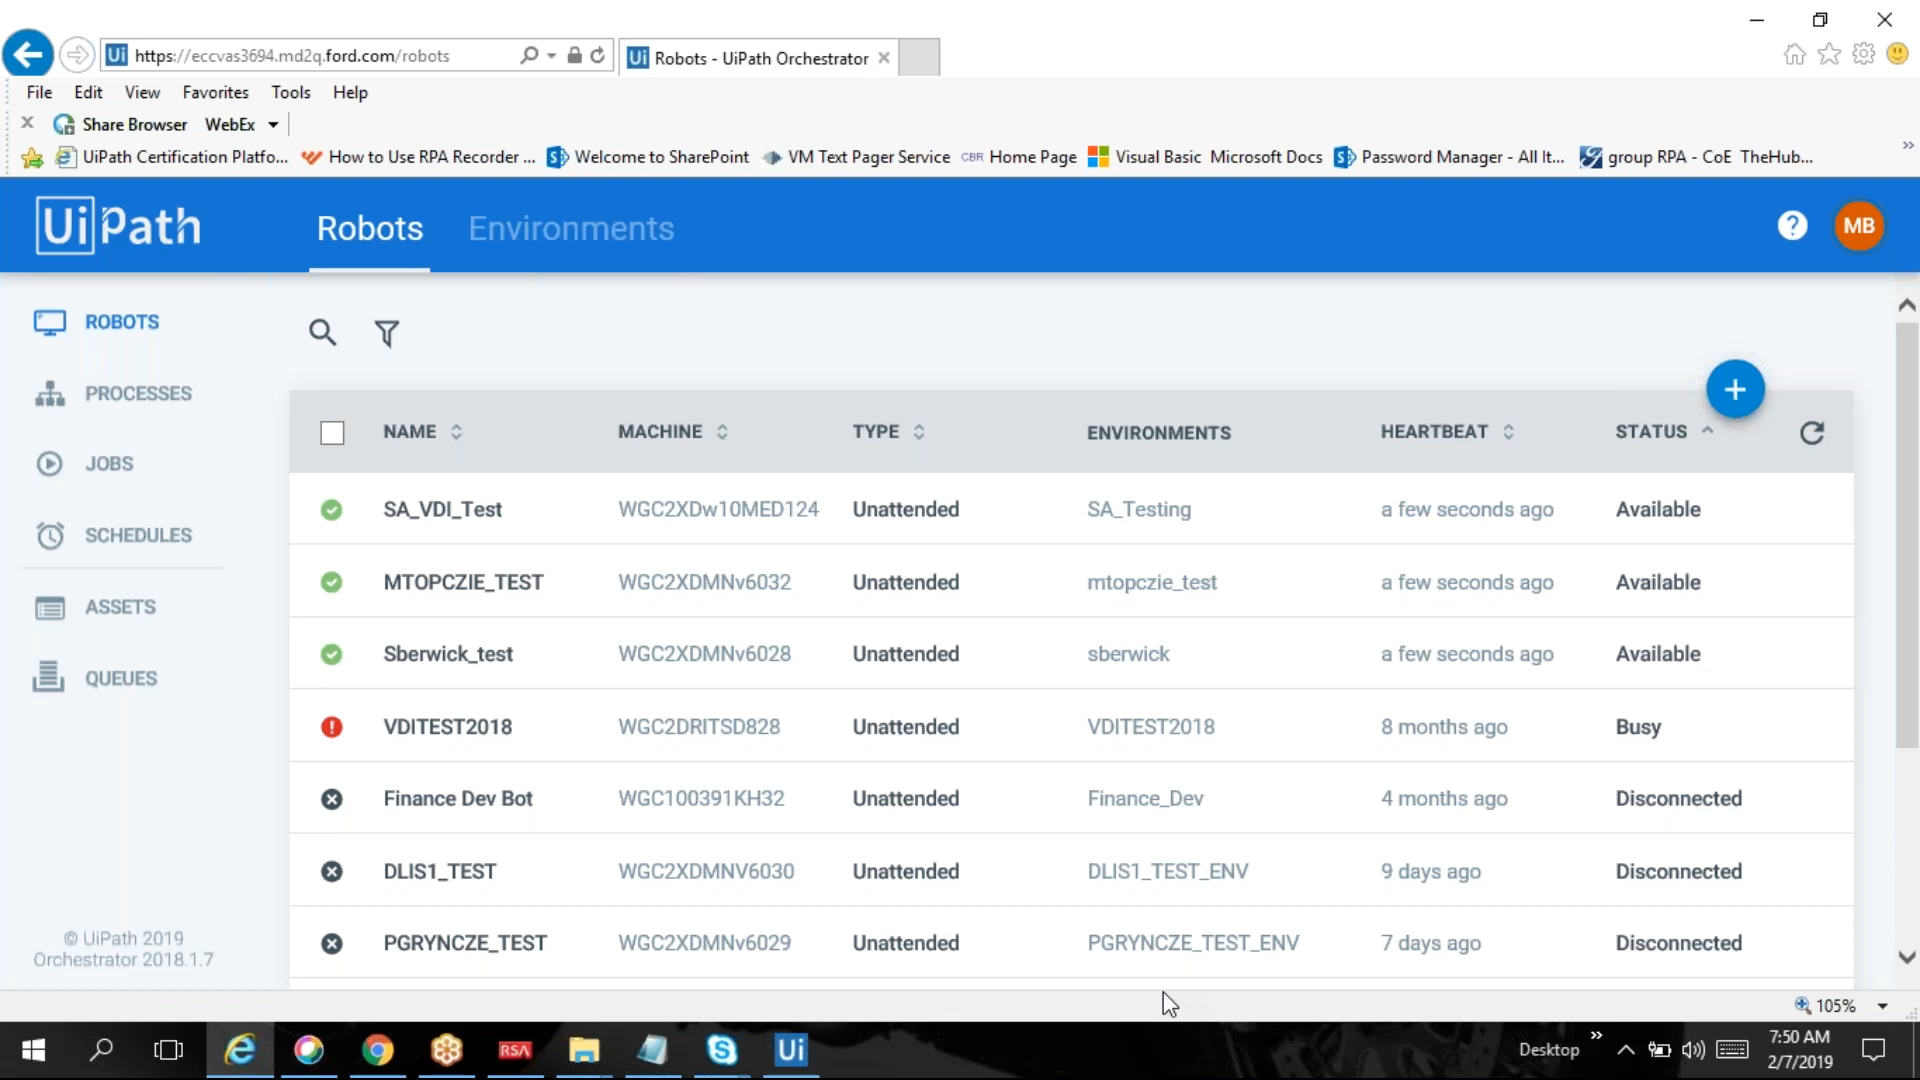 https://eccvas3694.md2q.ford.com/robots
Robots - UiPath Orchestrator
File Edit View Favorites Tools Help
Share Browser WebEx
UiPath Certification Platfo... How to Use RPA Recorder ... Welcome to SharePoint VM Text Pager Service CBR Home Page Visual Basic Microsoft Docs Password Manager - All It... group RPA - CoE TheHub...
UiPath Robots Environments ? MB
ROBOTS
PROCESSES
JOBS
SCHEDULES
ASSETS
QUEUES
© UiPath 2019
Orchestrator 2018.1.7
NAME MACHINE TYPE ENVIRONMENTS HEARTBEAT STATUS
SA_VDI_Test WGC2XDw10MED124 Unattended SA_Testing a few seconds ago Available
MTOPCZIE_TEST WGC2XDMNv6032 Unattended mtopczie_test a few seconds ago Available
Sberwick_test WGC2XDMNv6028 Unattended sberwick a few seconds ago Available
VDITEST2018 WGC2DRITSD828 Unattended VDITEST2018 8 months ago Busy
Finance Dev Bot WGC100391KH32 Unattended Finance_Dev 4 months ago Disconnected
DLIS1_TEST WGC2XDMNV6030 Unattended DLIS1_TEST_ENV 9 days ago Disconnected
PGRYNCZE_TEST WGC2XDMNv6029 Unattended PGRYNCZE_TEST_ENV 7 days ago Disconnected
105%
RSA Ui Desktop 7:50 AM
2/7/2019